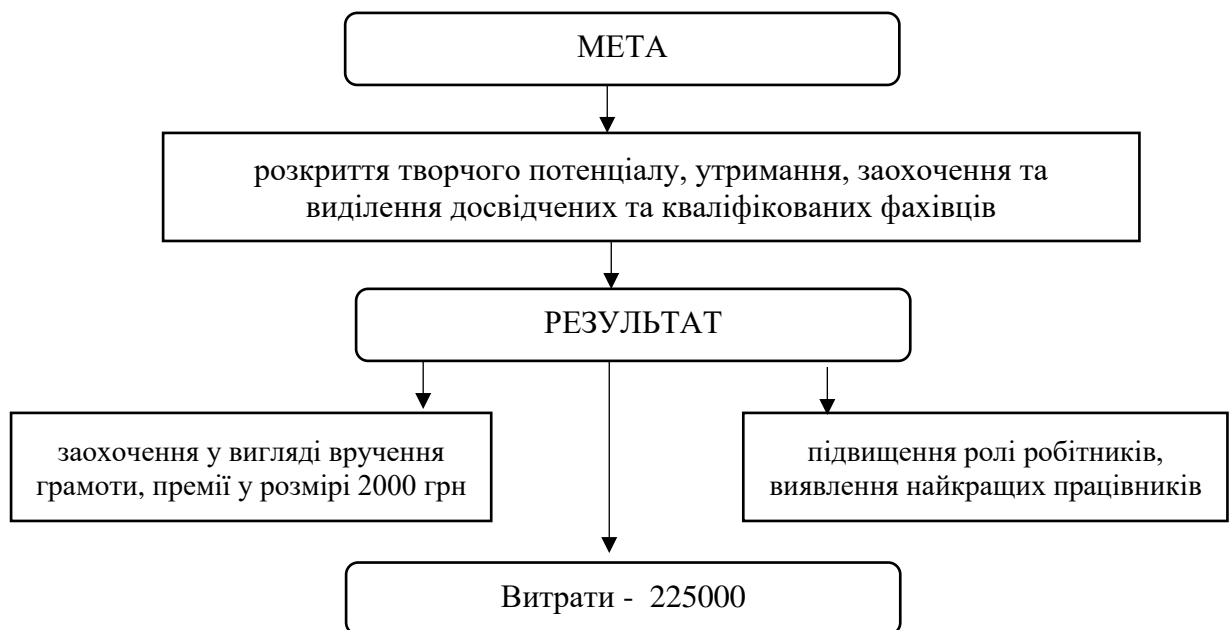 МЕТА
розкриття творчого потенціалу, утримання, заохочення та
виділення досвідчених та кваліфікованих фахівців
РЕЗУЛЬТАТ
заохочення у вигляді вручення
грамоти, премії у розмірі 2000 грн
підвищення ролі робітників,
виявлення найкращих працівників
Витрати - 225000